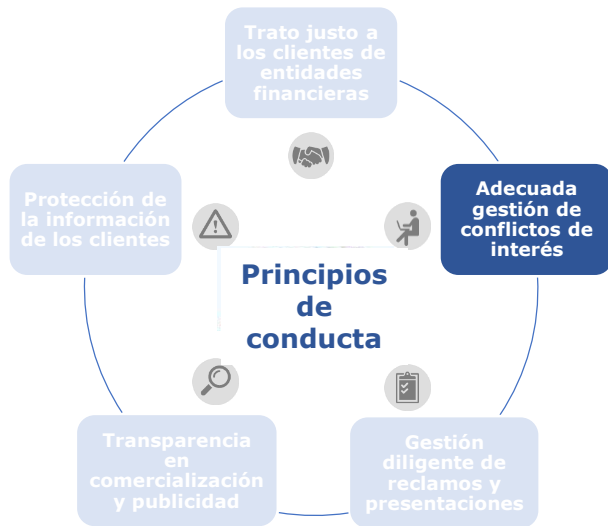 Trato justo a
los clientes de
entidades
financieras
Adecuada
gestión de
conflictos de
interés
Protección de
la información
de los clientes
Principios
de
conducta
Transparencia
en
comercialización
y publicidad
Gestión
diligente de
reclamos y
presentaciones